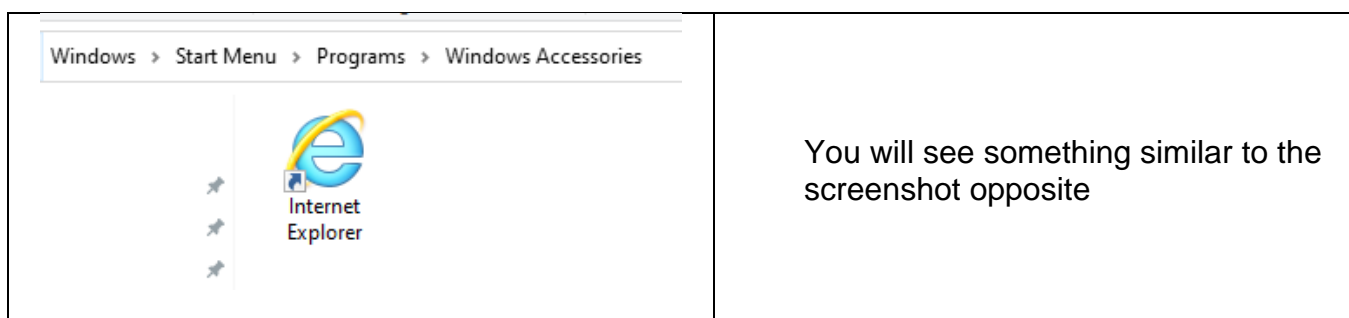 Windows > Start Menu > Programs > Windows Accessories
Internet
Explorer
You will see something similar to the
screenshot opposite